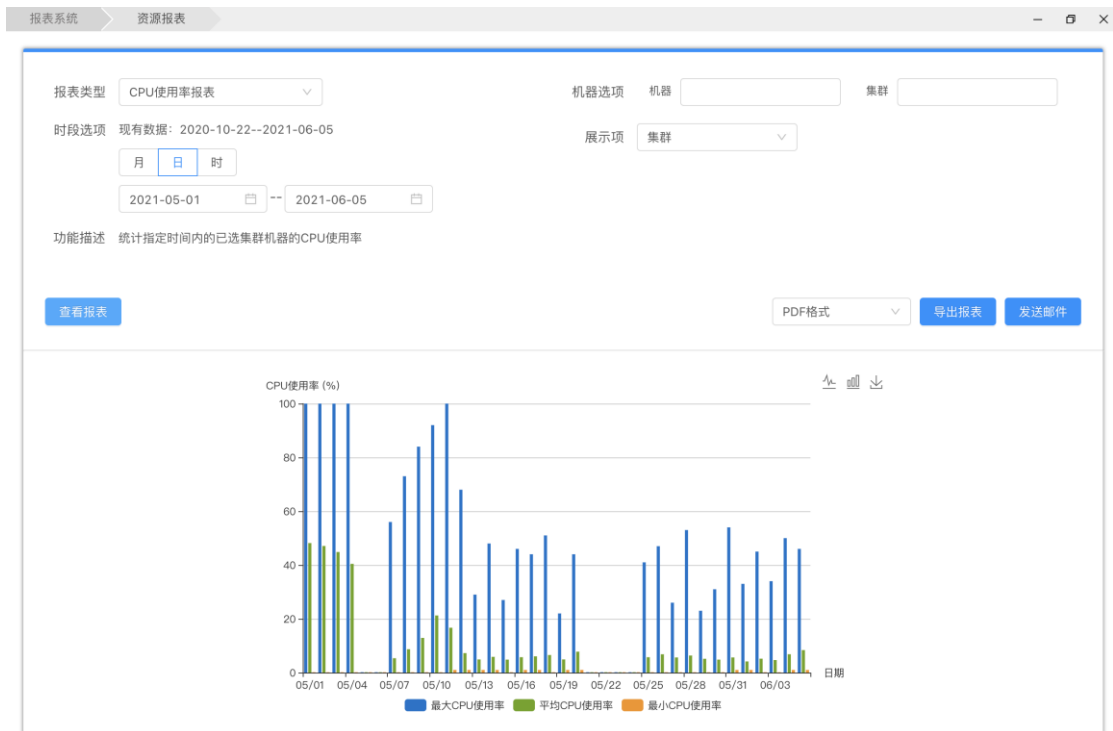 报表系统 资源报表
报表类型 CPU使用率报表 机器选项 机器 集群
时段选项 现有数据：2020-10-22--2021-06-05 展示项 集群
月 日 时
2021-05-01 -- 2021-06-05
功能描述 统计指定时间内的已选集群机器的CPU使用率
查看报表 PDF格式 导出报表 发送邮件
CPU使用率 (%)
100
80
60
40
20
0
日期
05/01 05/04 05/07 05/10 05/13 05/16 05/19 05/22 05/25 05/28 05/31 06/03
最大CPU使用率 平均CPU使用率 最小CPU使用率